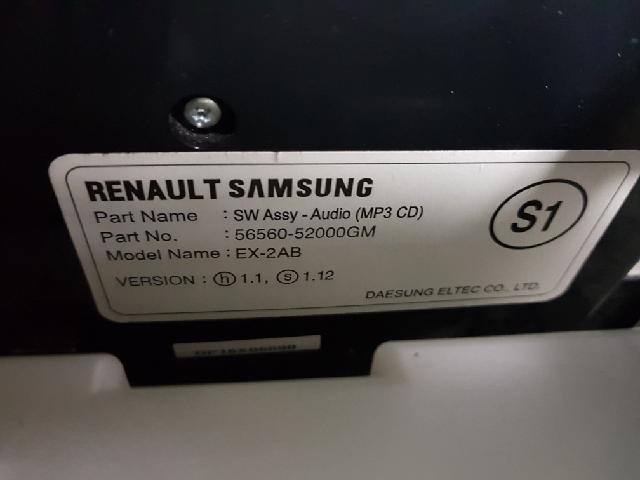 RENAULT SAMSUNG
Part Name : SW Assy - Audio (MP3 CD)
Part No. : 56560-52000GM
Model Name : EX-2AB
VERSION : ⓗ 1.1, ⓢ 1.12
S1
DAESUNG ELTEC CO., LTD.